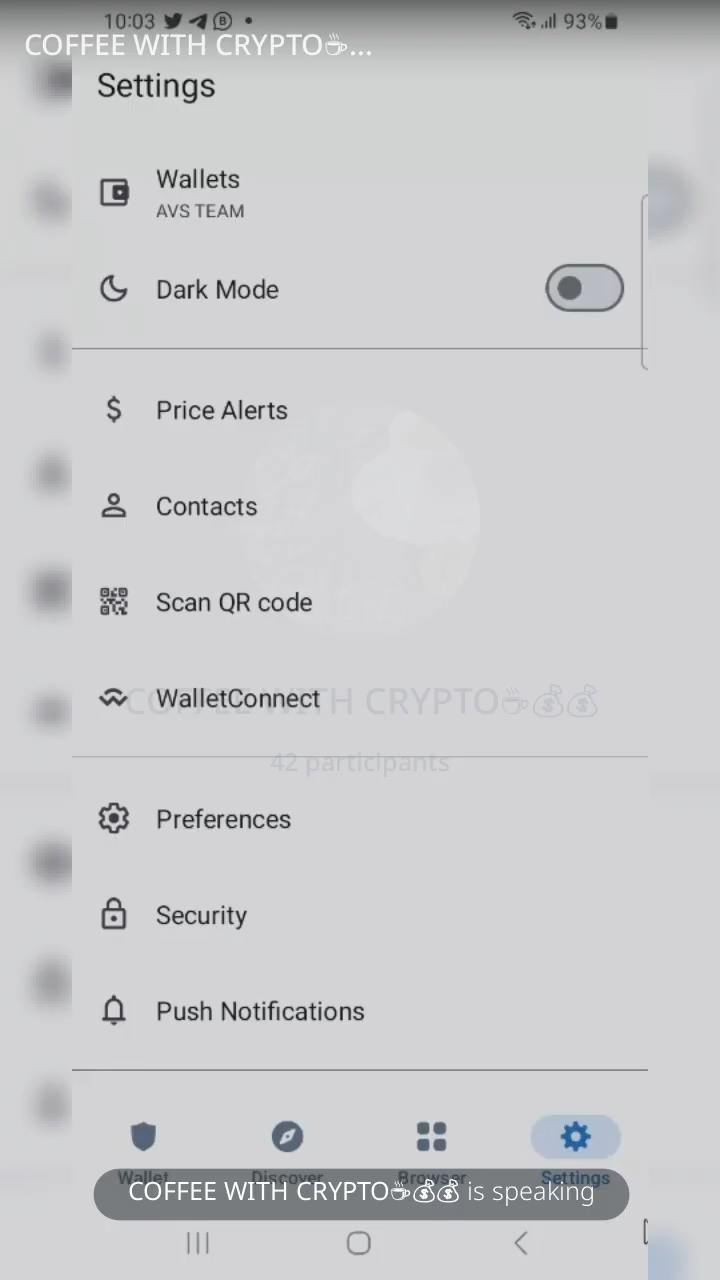 10:03 93%
COFFEE WITH CRYPTO☕...
Settings
Wallets
AVS TEAM
Dark Mode
Price Alerts
Contacts
Scan QR code
WalletConnect
COFFEE WITH CRYPTO☕💰💰
42 participants
Preferences
Security
Push Notifications
Wallet Discover Browser Settings
COFFEE WITH CRYPTO☕💰💰 is speaking